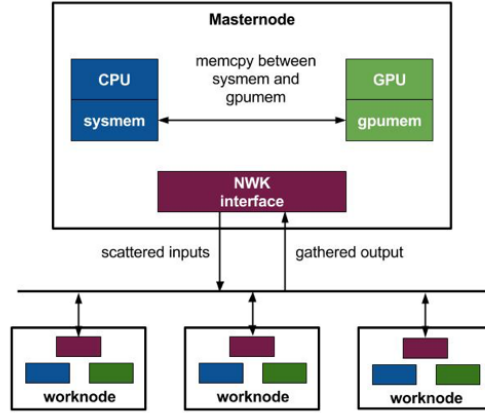 Masternode
memcpy between
sysmem and
gpumem
CPU
sysmem
GPU
gpumem
NWK
interface
scattered inputs
gathered output
worknode
worknode
worknode